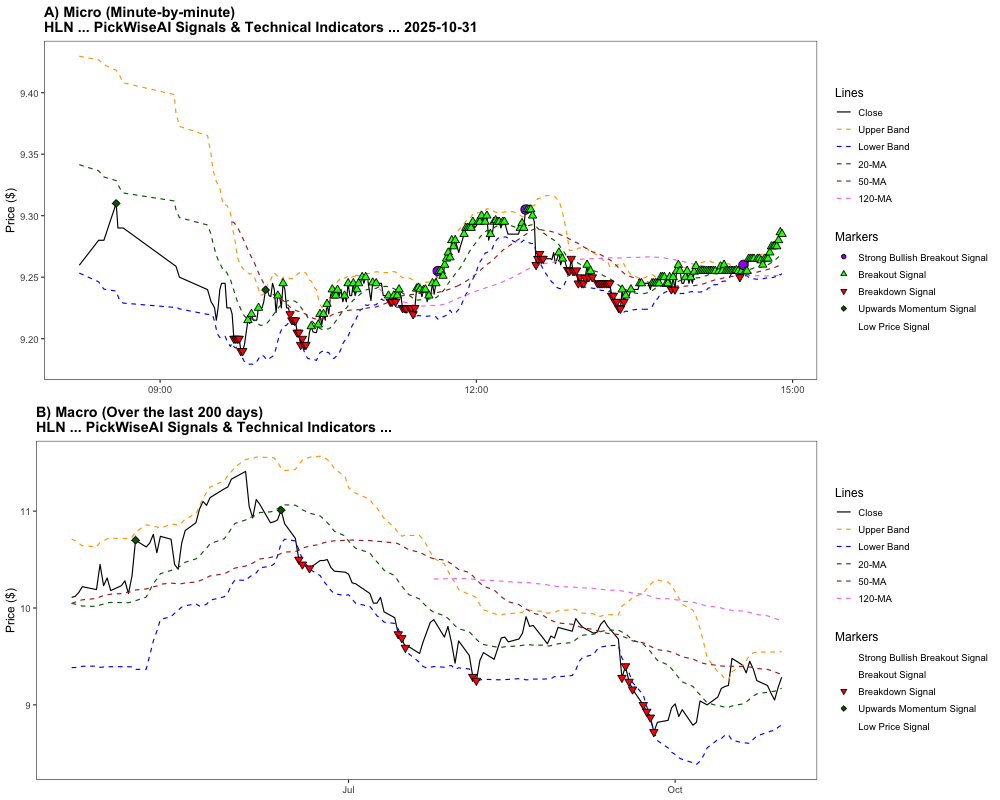 A) Micro (Minute-by-minute)
HLN ... PickWiseAI Signals & Technical Indicators ... 2025-10-31
Price ($)
9.40
9.35
9.30
9.25
9.20
09:00
12:00
15:00
Lines
Close
Upper Band
Lower Band
20-MA
50-MA
120-MA
Markers
Strong Bullish Breakout Signal
Breakout Signal
Breakdown Signal
Upwards Momentum Signal
Low Price Signal
B) Macro (Over the last 200 days)
HLN ... PickWiseAI Signals & Technical Indicators ...
Price ($)
11
10
9
Jul
Oct
Lines
Close
Upper Band
Lower Band
20-MA
50-MA
120-MA
Markers
Strong Bullish Breakout Signal
Breakout Signal
Breakdown Signal
Upwards Momentum Signal
Low Price Signal